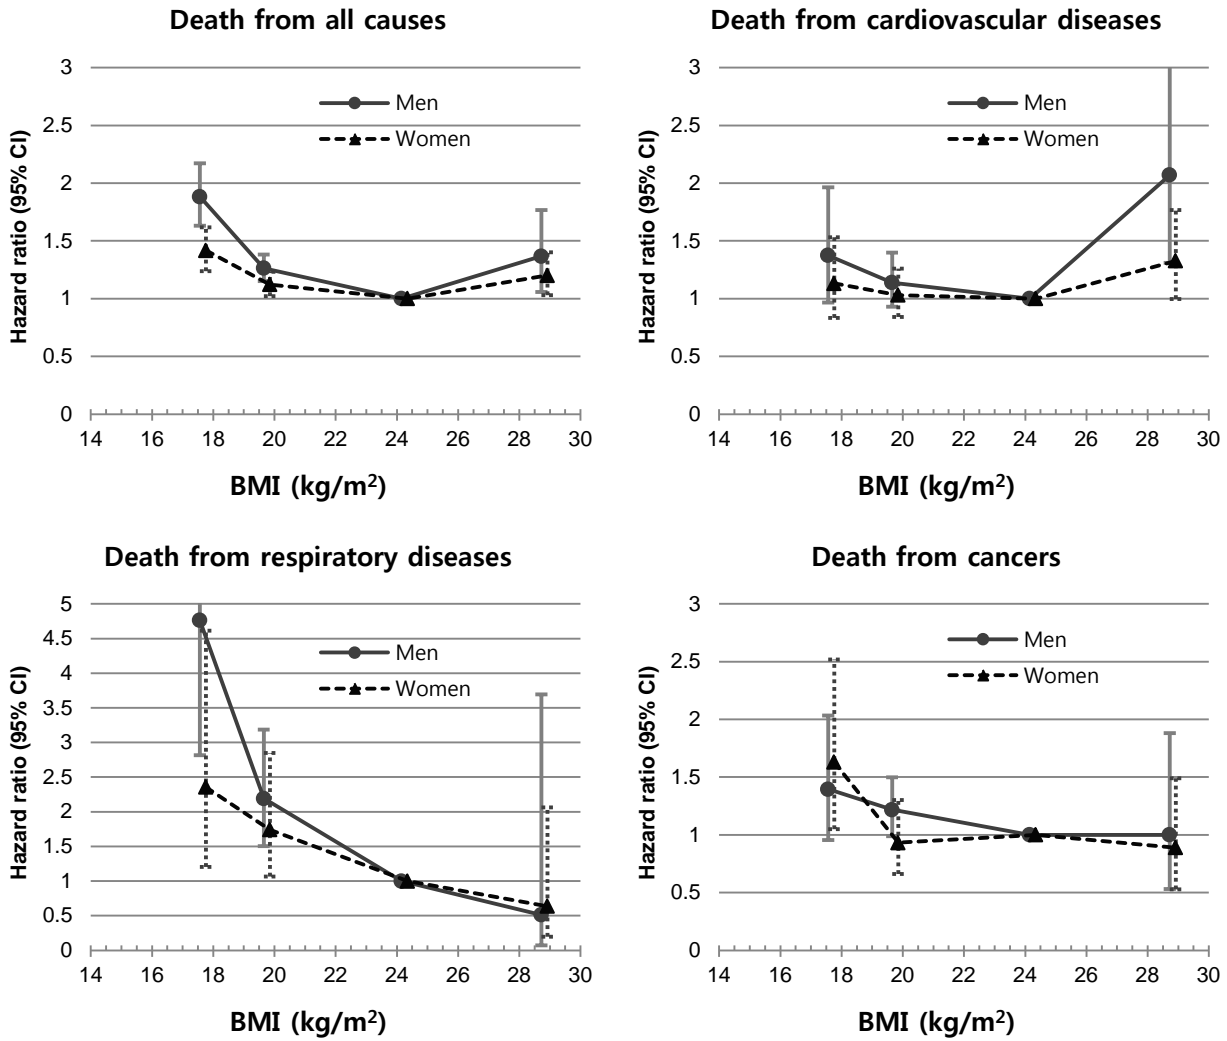 Death from all causes
3
2.5
2
1.5
1
0.5
0
Hazard ratio (95% CI)
Men
Women
14 16 18 20 22 24 26 28 30
BMI (kg/m²)
Death from cardiovascular diseases
3
2.5
2
1.5
1
0.5
0
Hazard ratio (95% CI)
Men
Women
14 16 18 20 22 24 26 28 30
BMI (kg/m²)
Death from respiratory diseases
5
4.5
4
3.5
3
2.5
2
1.5
1
0.5
0
Hazard ratio (95% CI)
Men
Women
14 16 18 20 22 24 26 28 30
BMI (kg/m²)
Death from cancers
3
2.5
2
1.5
1
0.5
0
Hazard ratio (95% CI)
Men
Women
14 16 18 20 22 24 26 28 30
BMI (kg/m²)